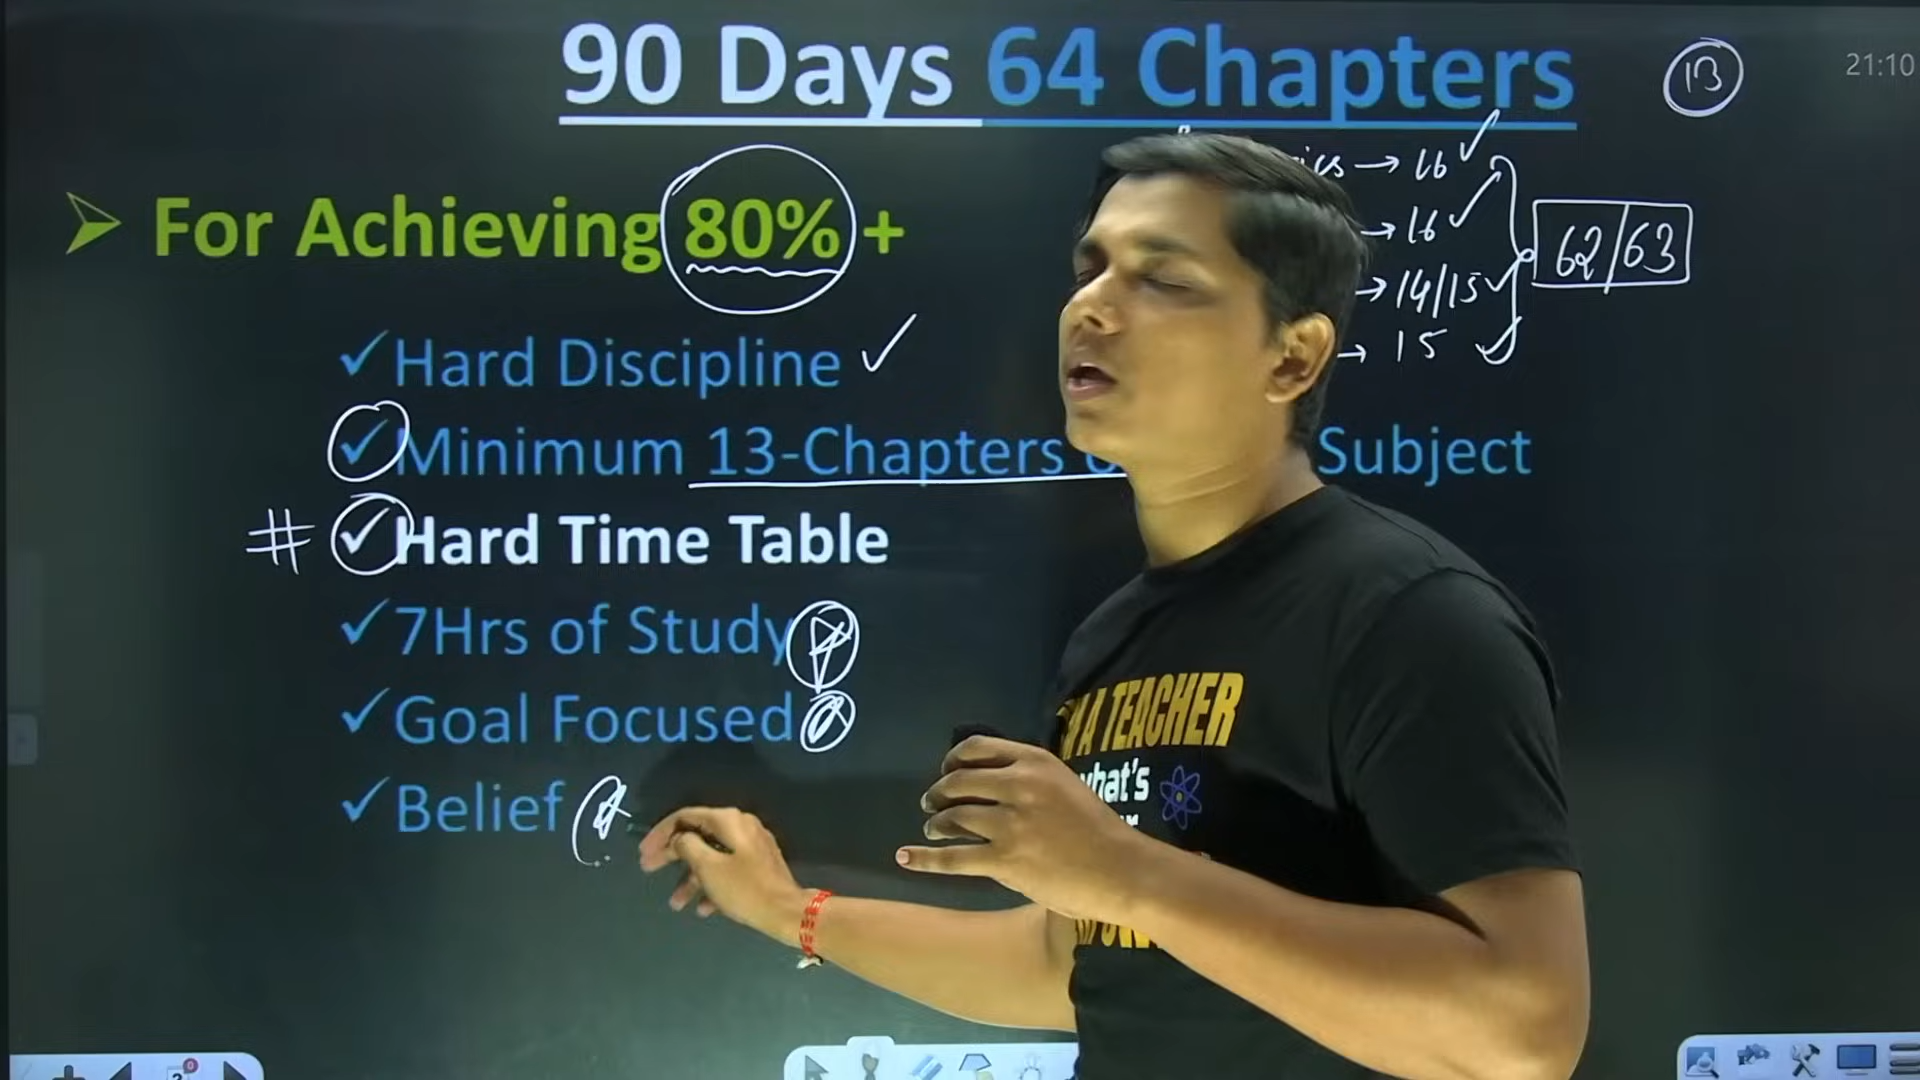 90 Days 64 Chapters
13
21:10
For Achieving 80% +
ics → 16 ✓
→ 16 ✓
→ 14/15 ✓
→ 15 ✓
62/63
✓ Hard Discipline ✓
✓ Minimum 13-Chapters Subject
# ✓ Hard Time Table
✓ 7Hrs of Study
✓ Goal Focused
✓ Belief
A TEACHER
what's